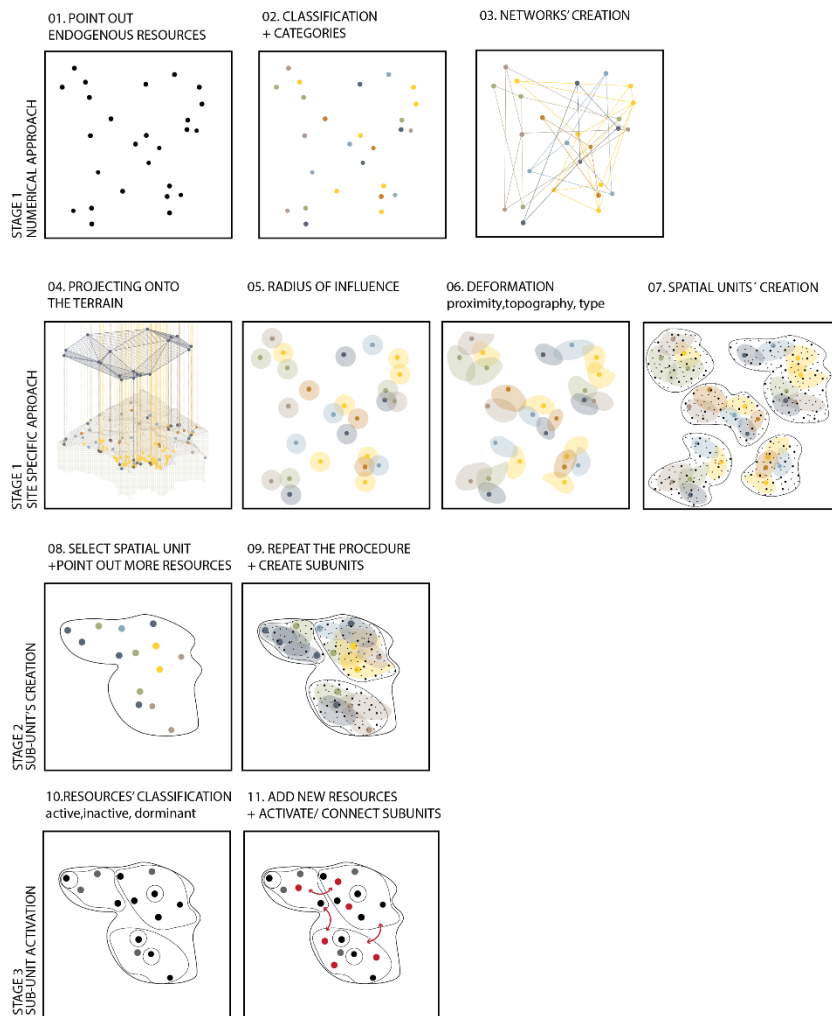 01. POINT OUT
ENDOGENOUS RESOURCES
02. CLASSIFICATION
+ CATEGORIES
03. NETWORKS' CREATION
STAGE 1
NUMERICAL APPROACH
04. PROJECTING ONTO
THE TERRAIN
05. RADIUS OF INFLUENCE
06. DEFORMATION
proximity,topography, type
07. SPATIAL UNITS´ CREATION
STAGE 1
SITE SPECIFIC APROACH
08. SELECT SPATIAL UNIT
+POINT OUT MORE RESOURCES
09. REPEAT THE PROCEDURE
+ CREATE SUBUNITS
STAGE 2
SUB-UNIT'S CREATION
10.RESOURCES' CLASSIFICATION
active,inactive, dorminant
11. ADD NEW RESOURCES
+ ACTIVATE/ CONNECT SUBUNITS
STAGE 3
SUB-UNIT ACTIVATION